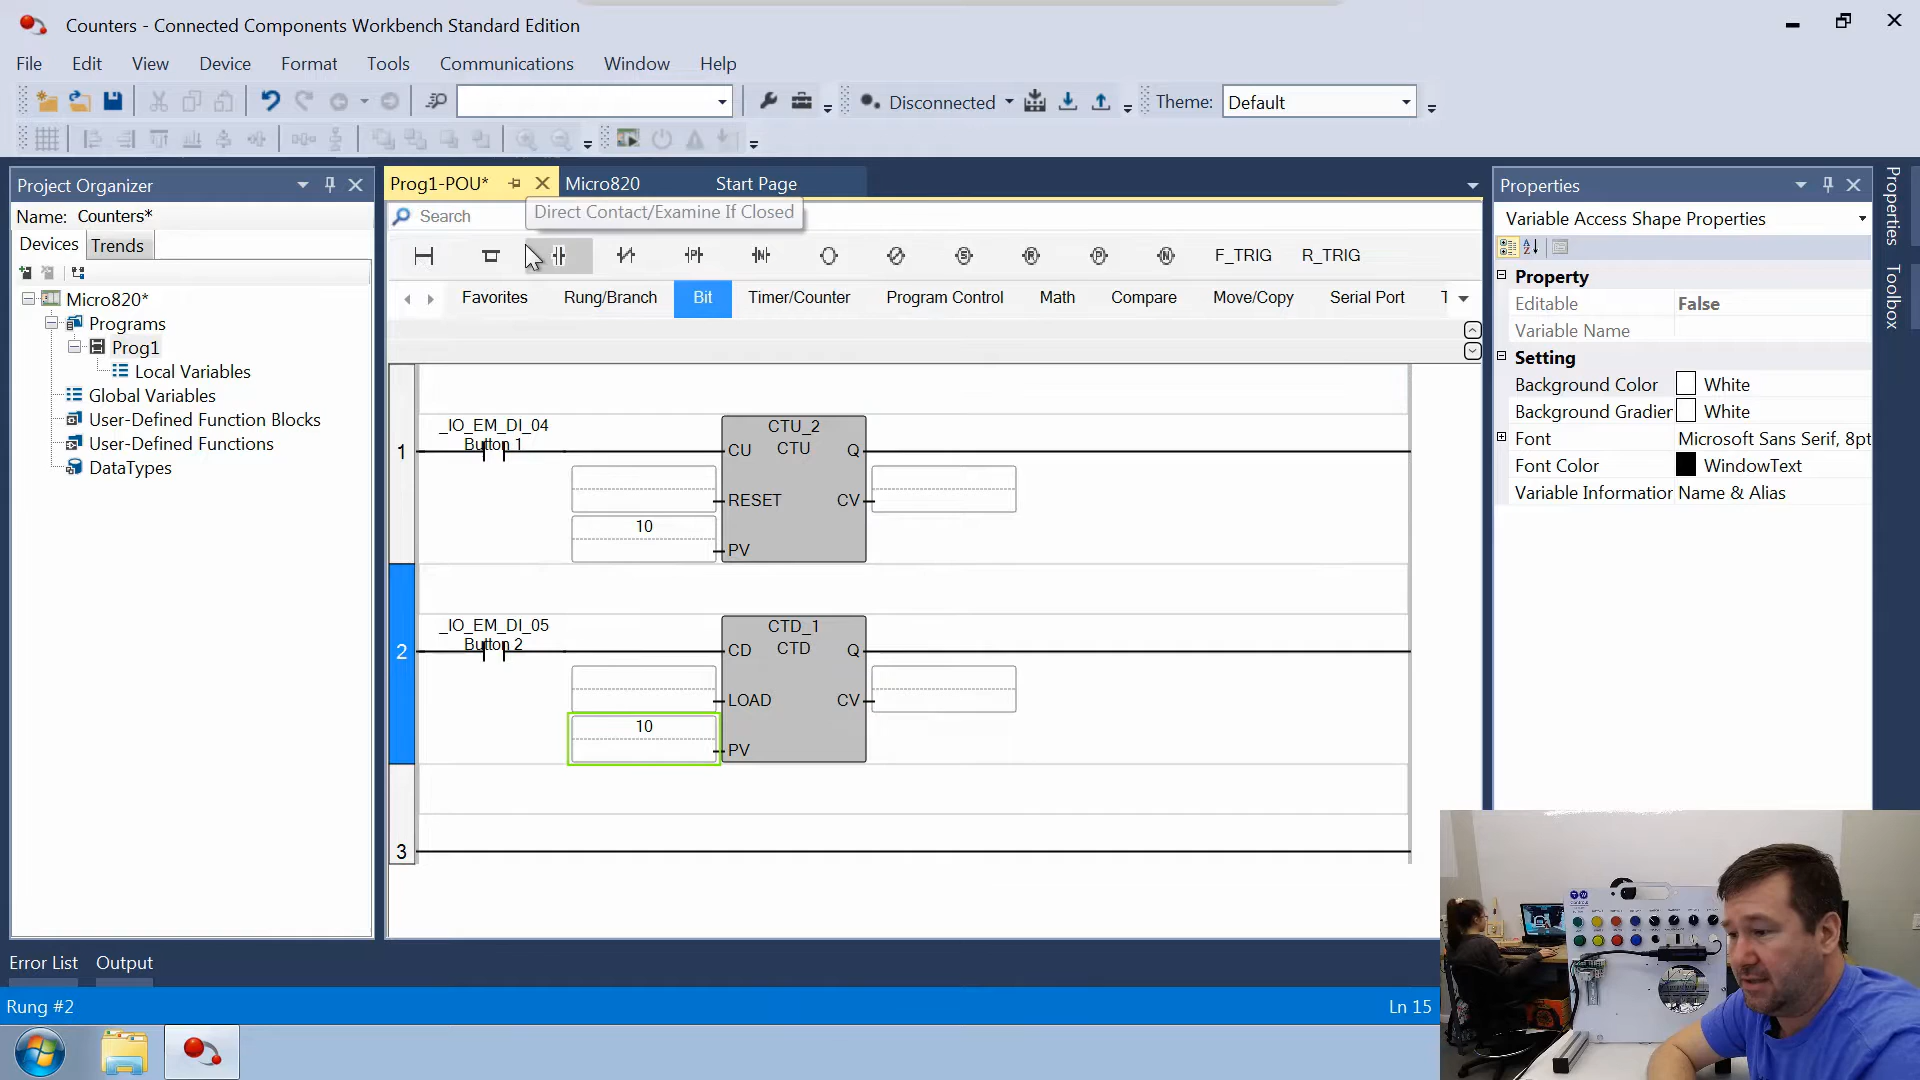 Counters - Connected Components Workbench Standard Edition
File Edit View Device Format Tools Communications Window Help
Disconnected Theme: Default
Project Organizer
Name: Counters*
Devices Trends
Micro820*
Programs
Prog1
Local Variables
Global Variables
User-Defined Function Blocks
User-Defined Functions
DataTypes
Prog1-POU* Micro820 Start Page
Search
Direct Contact/Examine If Closed
F_TRIG R_TRIG
Favorites Rung/Branch Bit Timer/Counter Program Control Math Compare Move/Copy Serial Port T
1
_IO_EM_DI_04
Button 1
CTU_2
CTU
CU Q
RESET CV
10
PV
2
_IO_EM_DI_05
Button 2
CTD_1
CTD
CD Q
LOAD CV
10
PV
3
Properties
Variable Access Shape Properties
Property
Editable False
Variable Name
Setting
Background Color White
Background Gradier White
Font Microsoft Sans Serif, 8pt
Font Color WindowText
Variable Information Name & Alias
Properties
Toolbox
Error List Output
Rung #2 Ln 15